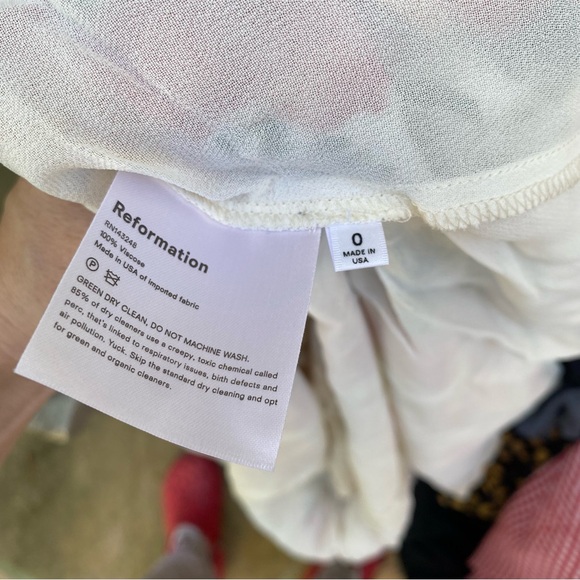 Reformation
RN143248
100% Viscose
Made in USA of imported fabric
P
GREEN DRY CLEAN, DO NOT MACHINE WASH.
85% of dry cleaners use a creepy, toxic chemical called
perc, that's linked to respiratory issues, birth defects and
air pollution. Yuck. Skip the standard dry cleaning and opt
for green and organic cleaners.
0
MADE IN
USA